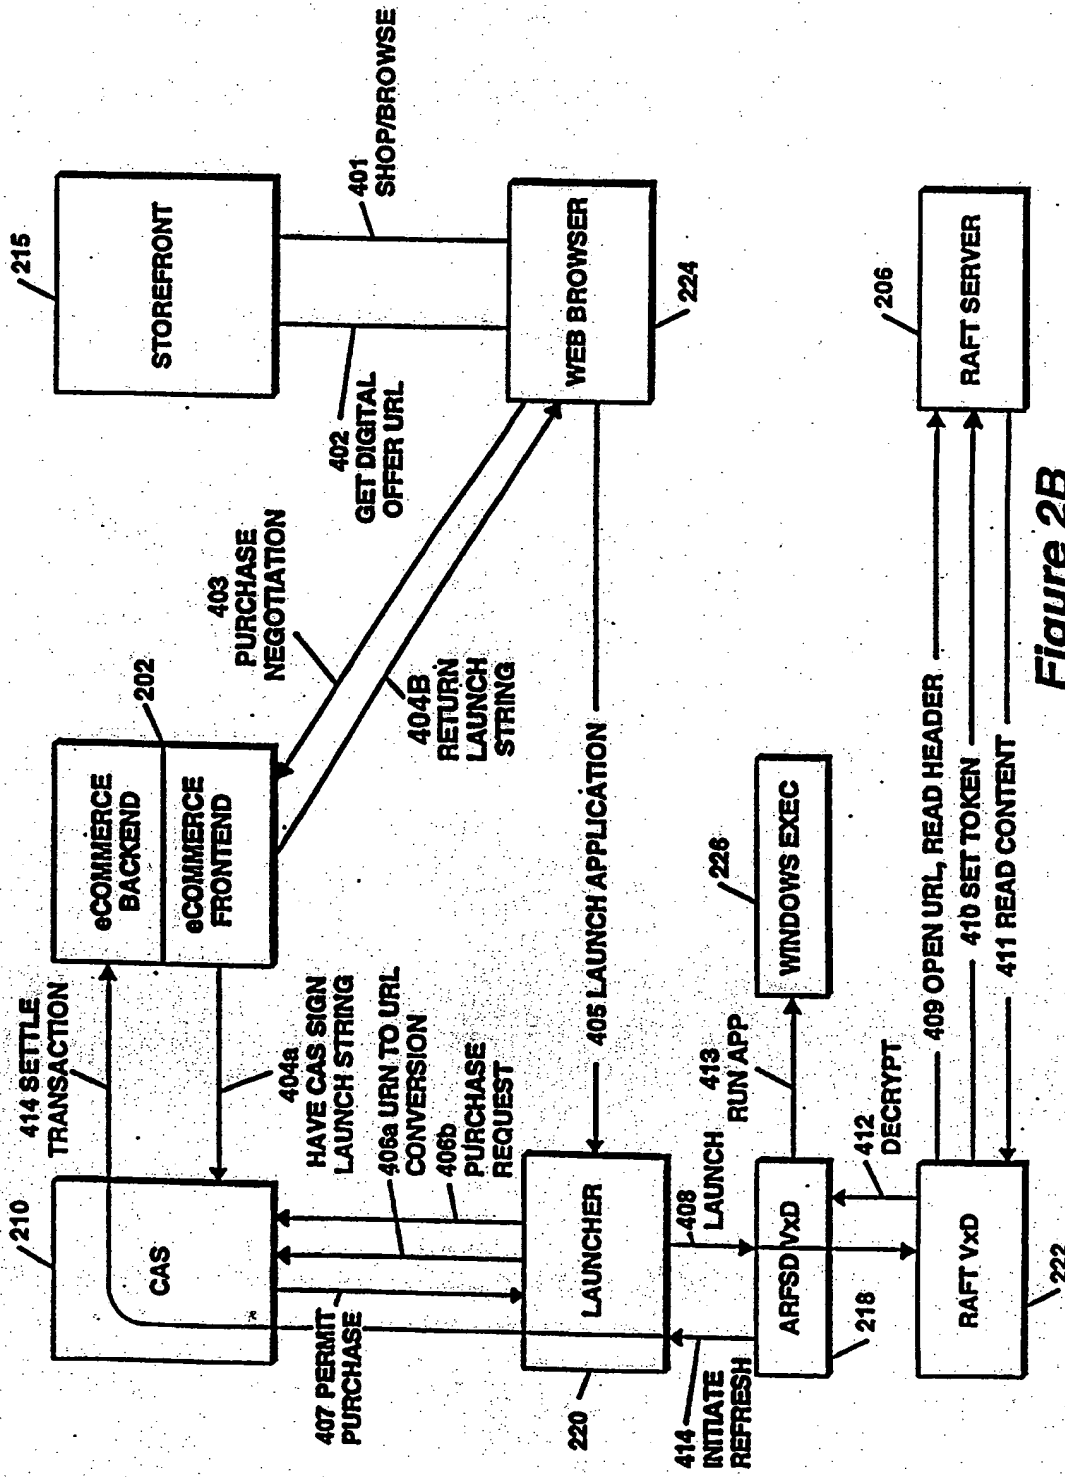 414 SETTLE
TRANSACTION
210
CAS
404a
HAVE CAS SIGN
LAUNCH STRING
406a URN TO URL
CONVERSION
406b
PURCHASE
REQUEST
407 PERMIT
PURCHASE
eCOMMERCE
BACKEND
eCOMMERCE
FRONTEND
202
403
PURCHASE
NEGOTIATION
404B
RETURN
LAUNCH
STRING
215
STOREFRONT
401
SHOP/BROWSE
402
GET DIGITAL
OFFER URL
WEB BROWSER
224
405 LAUNCH APPLICATION
LAUNCHER
220
408
LAUNCH
414
INITIATE
REFRESH
ARFSD VxD
218
413
RUN APP
WINDOWS EXEC
226
412
DECRYPT
RAFT VxD
222
409 OPEN URL, READ HEADER
410 SET TOKEN
411 READ CONTENT
206
RAFT SERVER
Figure 2B